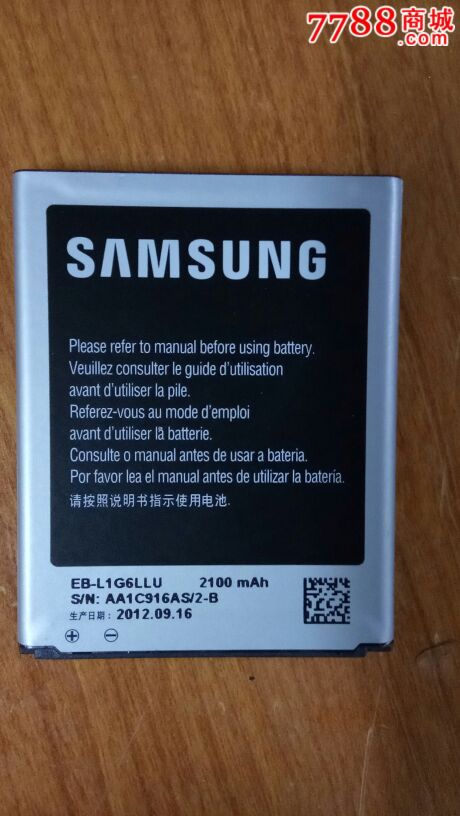 7788商城
.com
SAMSUNG
Please refer to manual before using battery.
Veuillez consulter le guide d'utilisation
avant d'utiliser la pile.
Referez-vous au mode d'emploi
avant d'utiliser lã batterie.
Consulte o manual antes de usar a bateria.
Por favor lea el manual antes de utilizar la batería.
请按照说明书指示使用电池.
EB-L1G6LLU 2100 mAh
S/N: AA1C916AS/2-B
生产日期: 2012.09.16